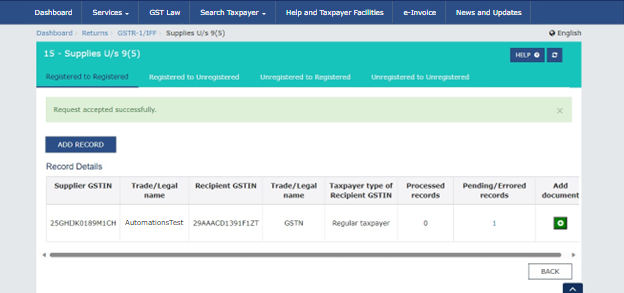 Dashboard Services GST Law Search Taxpayer Help and Taxpayer Facilities e-Invoice News and Updates
Dashboard › Returns › GSTR-1/IFF › Supplies U/s 9(5) English
15 - Supplies U/s 9(5) HELP
Registered to Registered Registered to Unregistered Unregistered to Registered Unregistered to Unregistered
Request accepted successfully.
ADD RECORD
Record Details
Supplier GSTIN Trade/Legal name Recipient GSTIN Trade/Legal name Taxpayer type of Recipient GSTIN Processed records Pending/Errored records Add document
25GHIJK0189M1CH AutomationsTest 29AAACD1391F1ZT GSTN Regular taxpayer 0 1
BACK